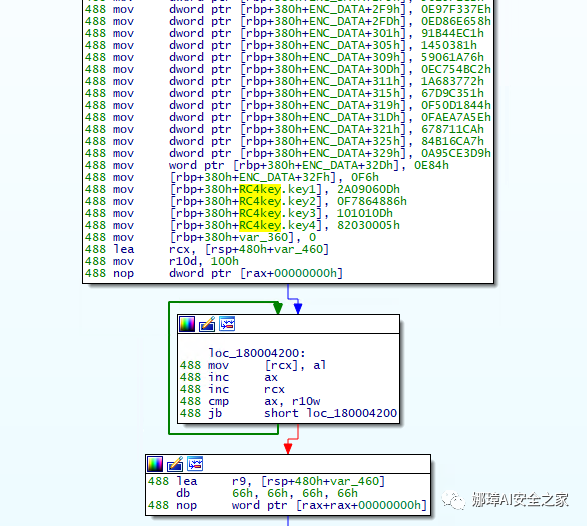 488 mov dword ptr [rbp+380h+ENC_DATA+2F9h], 0E97F337Eh
488 mov dword ptr [rbp+380h+ENC_DATA+2FDh], 0ED86E658h
488 mov dword ptr [rbp+380h+ENC_DATA+301h], 91B44EC1h
488 mov dword ptr [rbp+380h+ENC_DATA+305h], 1450381h
488 mov dword ptr [rbp+380h+ENC_DATA+309h], 59061A76h
488 mov dword ptr [rbp+380h+ENC_DATA+30Dh], 0EC754BC2h
488 mov dword ptr [rbp+380h+ENC_DATA+311h], 1A683772h
488 mov dword ptr [rbp+380h+ENC_DATA+315h], 67D9C351h
488 mov dword ptr [rbp+380h+ENC_DATA+319h], 0F50D1844h
488 mov dword ptr [rbp+380h+ENC_DATA+31Dh], 0FAEA7A5Eh
488 mov dword ptr [rbp+380h+ENC_DATA+321h], 678711CAh
488 mov dword ptr [rbp+380h+ENC_DATA+325h], 84B16CA7h
488 mov dword ptr [rbp+380h+ENC_DATA+329h], 0A95CE3D9h
488 mov word ptr [rbp+380h+ENC_DATA+32Dh], 0E84h
488 mov [rbp+380h+ENC_DATA+32Fh], 0F6h
488 mov [rbp+380h+RC4key.key1], 2A09060Dh
488 mov [rbp+380h+RC4key.key2], 0F7864886h
488 mov [rbp+380h+RC4key.key3], 101010Dh
488 mov [rbp+380h+RC4key.key4], 82030005h
488 mov [rbp+380h+var_360], 0
488 lea rcx, [rsp+480h+var_460]
488 mov r10d, 100h
488 nop dword ptr [rax+00000000h]
loc_180004200:
488 mov [rcx], al
488 inc ax
488 inc rcx
488 cmp ax, r10w
488 jb short loc_180004200
488 lea r9, [rsp+480h+var_460]
db 66h, 66h, 66h, 66h
488 nop word ptr [rax+rax+00000000h]
娜璋AI安全之家